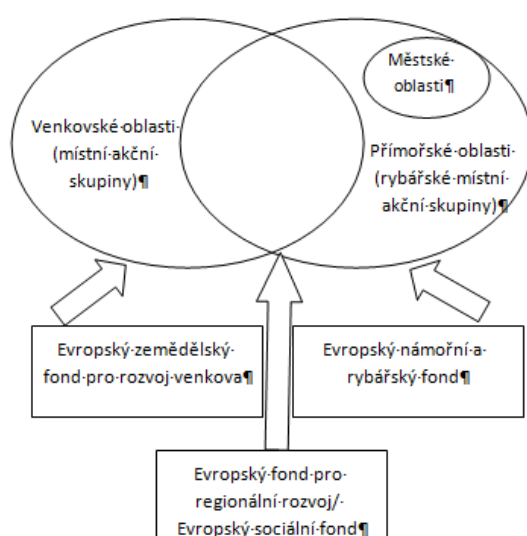 Městské·
oblasti¶
Venkovské·oblasti·
(místní·akční·
skupiny)¶
Přímořské·oblasti·
(rybářské·místní·
akční·skupiny)¶
Evropský·zemědělský·
fond·pro·rozvoj·venkova¶
Evropský·námořní·a·
rybářský·fond¶
Evropský·fond·pro·
regionální·rozvoj/·
Evropský·sociální·fond¶